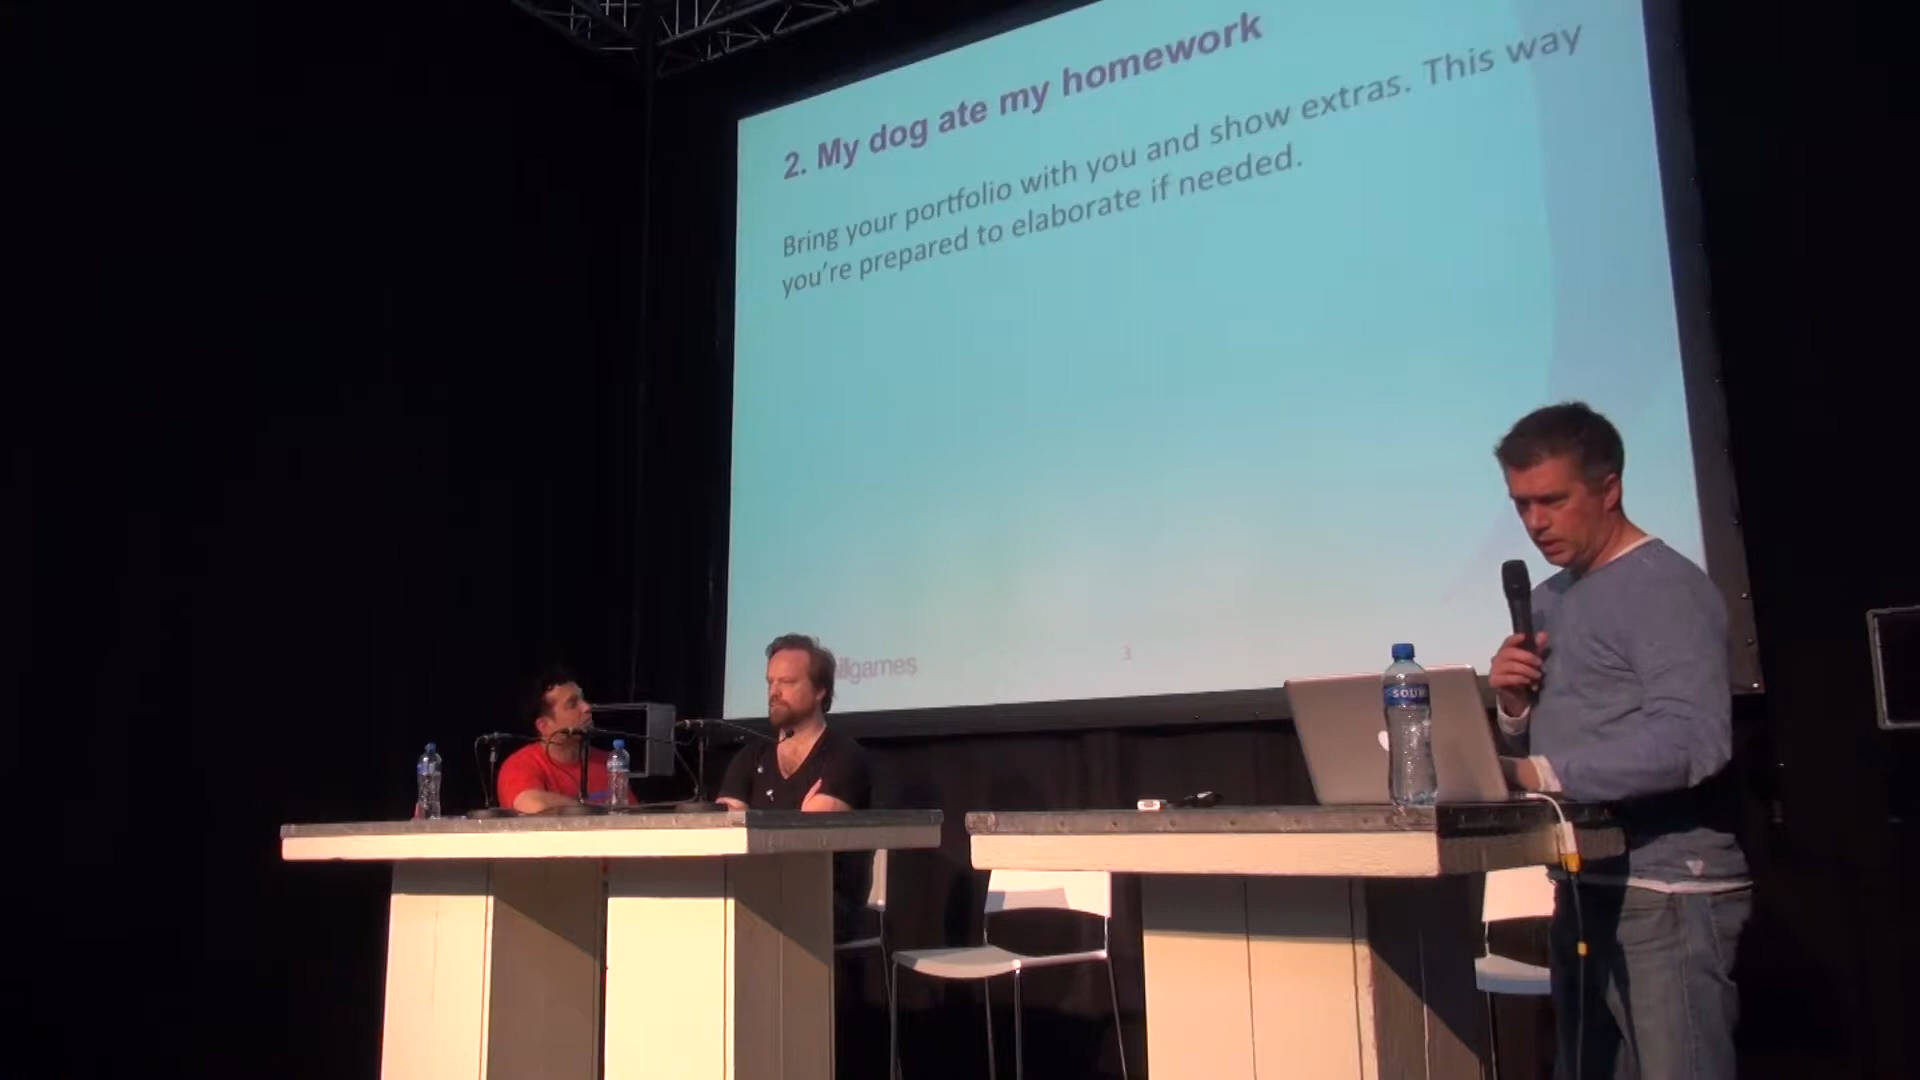 2. My dog ate my homework
Bring your portfolio with you and show extras. This way
you're prepared to elaborate if needed.
games
3